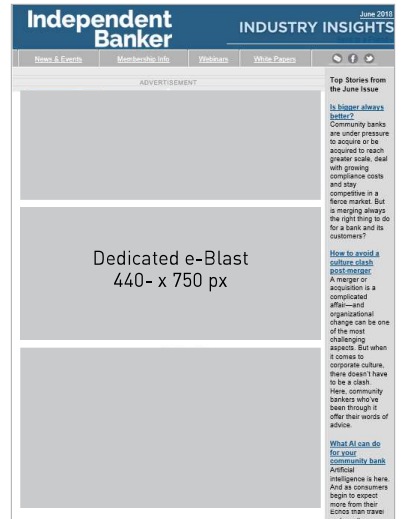 Independent
Banker
June 2018
INDUSTRY INSIGHTS
News & Events
Membership Info
Webinars
White Papers
ADVERTISEMENT
Dedicated e-Blast
440- x 750 px
Top Stories from
the June Issue
Is bigger always
better?
Community banks
are under pressure
to acquire or be
acquired to reach
greater scale, deal
with growing
compliance costs
and stay
competitive in a
fierce market. But
is merging always
the right thing to do
for a bank and its
customers?
How to avoid a
culture clash
post-merger
A merger or
acquisition is a
complicated
affair—and
organizational
change can be one
of the most
challenging
aspects. But when
it comes to
corporate culture,
there doesn't have
to be a clash.
Here, community
bankers who've
been through it
offer their words of
advice.
What AI can do
for your
community bank
Artificial
intelligence is here.
And as consumers
begin to expect
more from their
Echos than travel